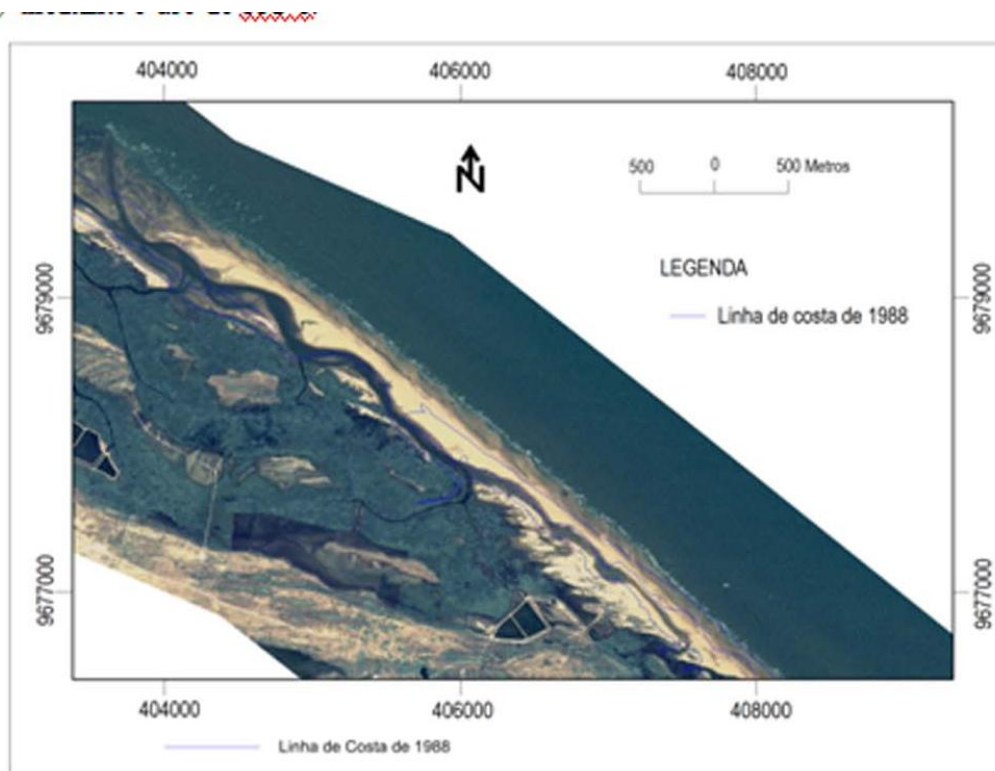 404000 406000 408000
N
500 0 500 Metros
LEGENDA
Linha de costa de 1988
9679000 9679000
9677000 9677000
404000 406000 408000
Linha de Costa de 1988